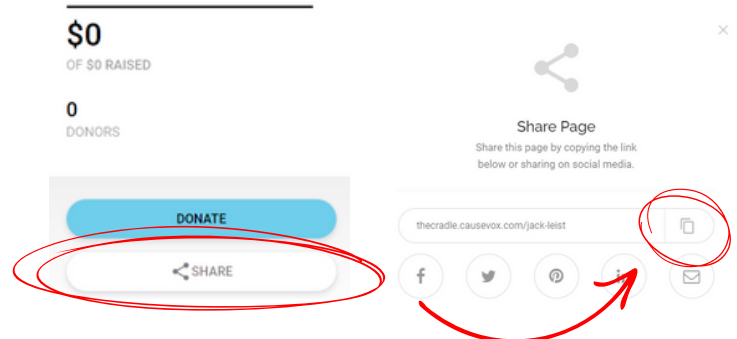 $0
OF $0 RAISED
0
DONORS
DONATE
SHARE
Share Page
Share this page by copying the link
below or sharing on social media.
thecradle.causevox.com/jack-leist